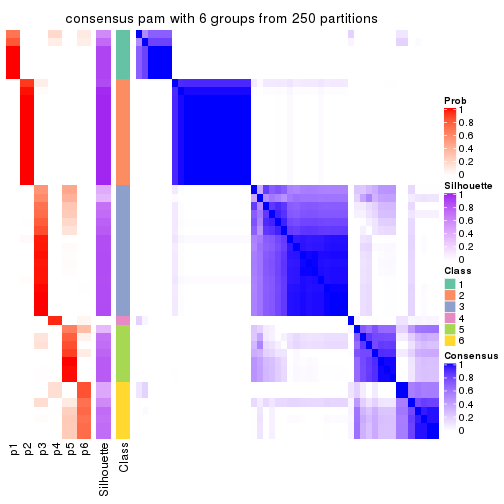 consensus pam with 6 groups from 250 partitions
Prob
1
0.8
0.6
0.4
0.2
0
Silhouette
1
0.8
0.6
0.4
0.2
0
Class
1
2
3
4
5
6
Consensus
1
0.8
0.6
0.4
0.2
0
p1
p2
p3
p4
p5
p6
Silhouette
Class